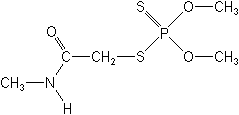 S O—CH₃
O P
CH₂—S O—CH₃
CH₃—N
H